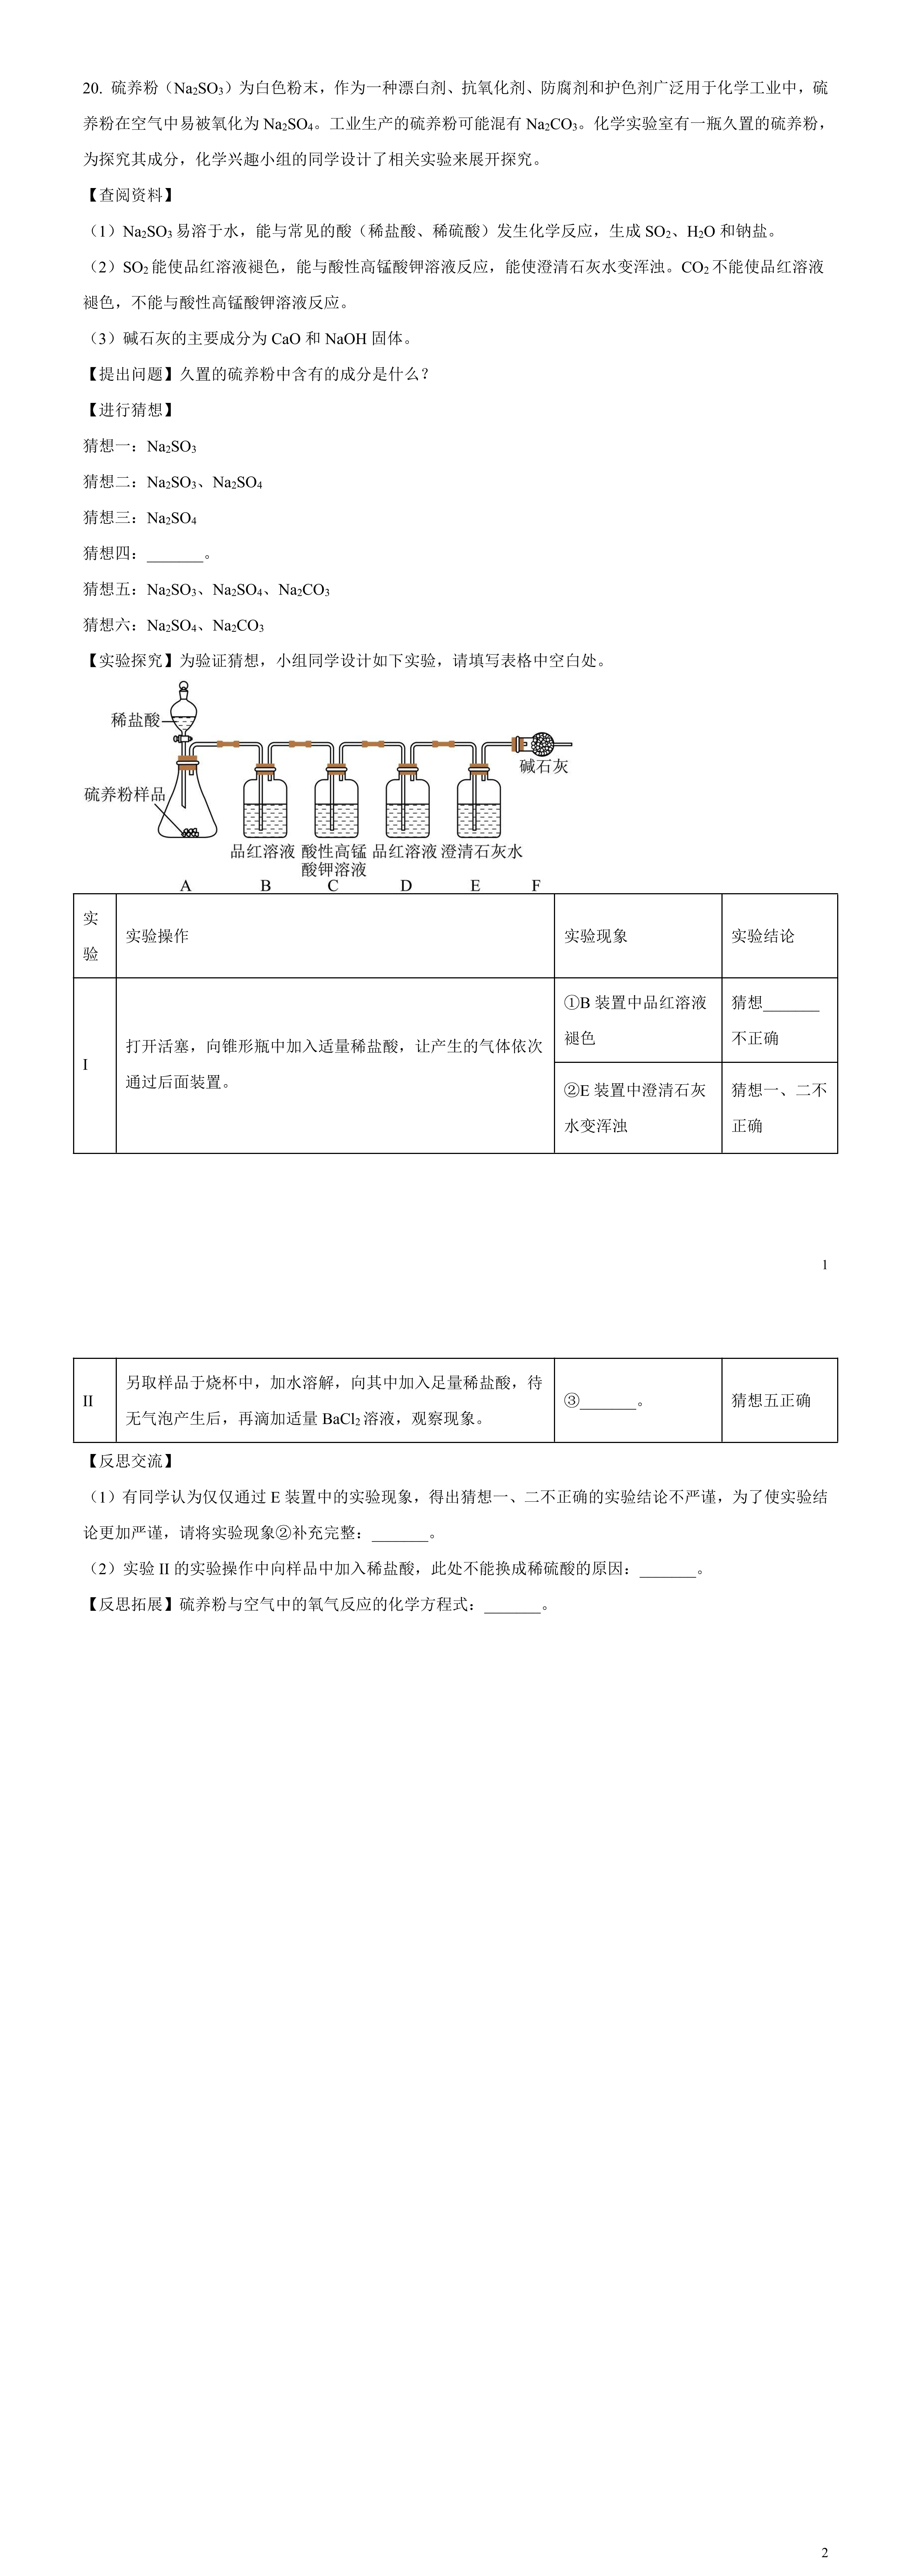 20. 硫养粉（Na₂SO₃）为白色粉末，作为一种漂白剂、抗氧化剂、防腐剂和护色剂广泛用于化学工业中，硫
养粉在空气中易被氧化为 Na₂SO₄。工业生产的硫养粉可能混有 Na₂CO₃。化学实验室有一瓶久置的硫养粉，
为探究其成分，化学兴趣小组的同学设计了相关实验来展开探究。
【查阅资料】
（1）Na₂SO₃ 易溶于水，能与常见的酸（稀盐酸、稀硫酸）发生化学反应，生成 SO₂、H₂O 和钠盐。
（2）SO₂ 能使品红溶液褪色，能与酸性高锰酸钾溶液反应，能使澄清石灰水变浑浊。CO₂ 不能使品红溶液
褪色，不能与酸性高锰酸钾溶液反应。
（3）碱石灰的主要成分为 CaO 和 NaOH 固体。
【提出问题】久置的硫养粉中含有的成分是什么？
【进行猜想】
猜想一：Na₂SO₃
猜想二：Na₂SO₃、Na₂SO₄
猜想三：Na₂SO₄
猜想四：_______。
猜想五：Na₂SO₃、Na₂SO₄、Na₂CO₃
猜想六：Na₂SO₄、Na₂CO₃
【实验探究】为验证猜想，小组同学设计如下实验，请填写表格中空白处。
稀盐酸
碱石灰
硫养粉样品
品红溶液 酸性高锰 品红溶液 澄清石灰水
酸钾溶液
A B C D E F
实
验
实验操作
实验现象
实验结论
I
打开活塞，向锥形瓶中加入适量稀盐酸，让产生的气体依次
通过后面装置。
①B 装置中品红溶液
褪色
猜想_______
不正确
②E 装置中澄清石灰
水变浑浊
猜想一、二不
正确
1
II
另取样品于烧杯中，加水溶解，向其中加入足量稀盐酸，待
无气泡产生后，再滴加适量 BaCl₂ 溶液，观察现象。
③_______。
猜想五正确
【反思交流】
（1）有同学认为仅仅通过 E 装置中的实验现象，得出猜想一、二不正确的实验结论不严谨，为了使实验结
论更加严谨，请将实验现象②补充完整：_______。
（2）实验 II 的实验操作中向样品中加入稀盐酸，此处不能换成稀硫酸的原因：_______。
【反思拓展】硫养粉与空气中的氧气反应的化学方程式：_______。
2